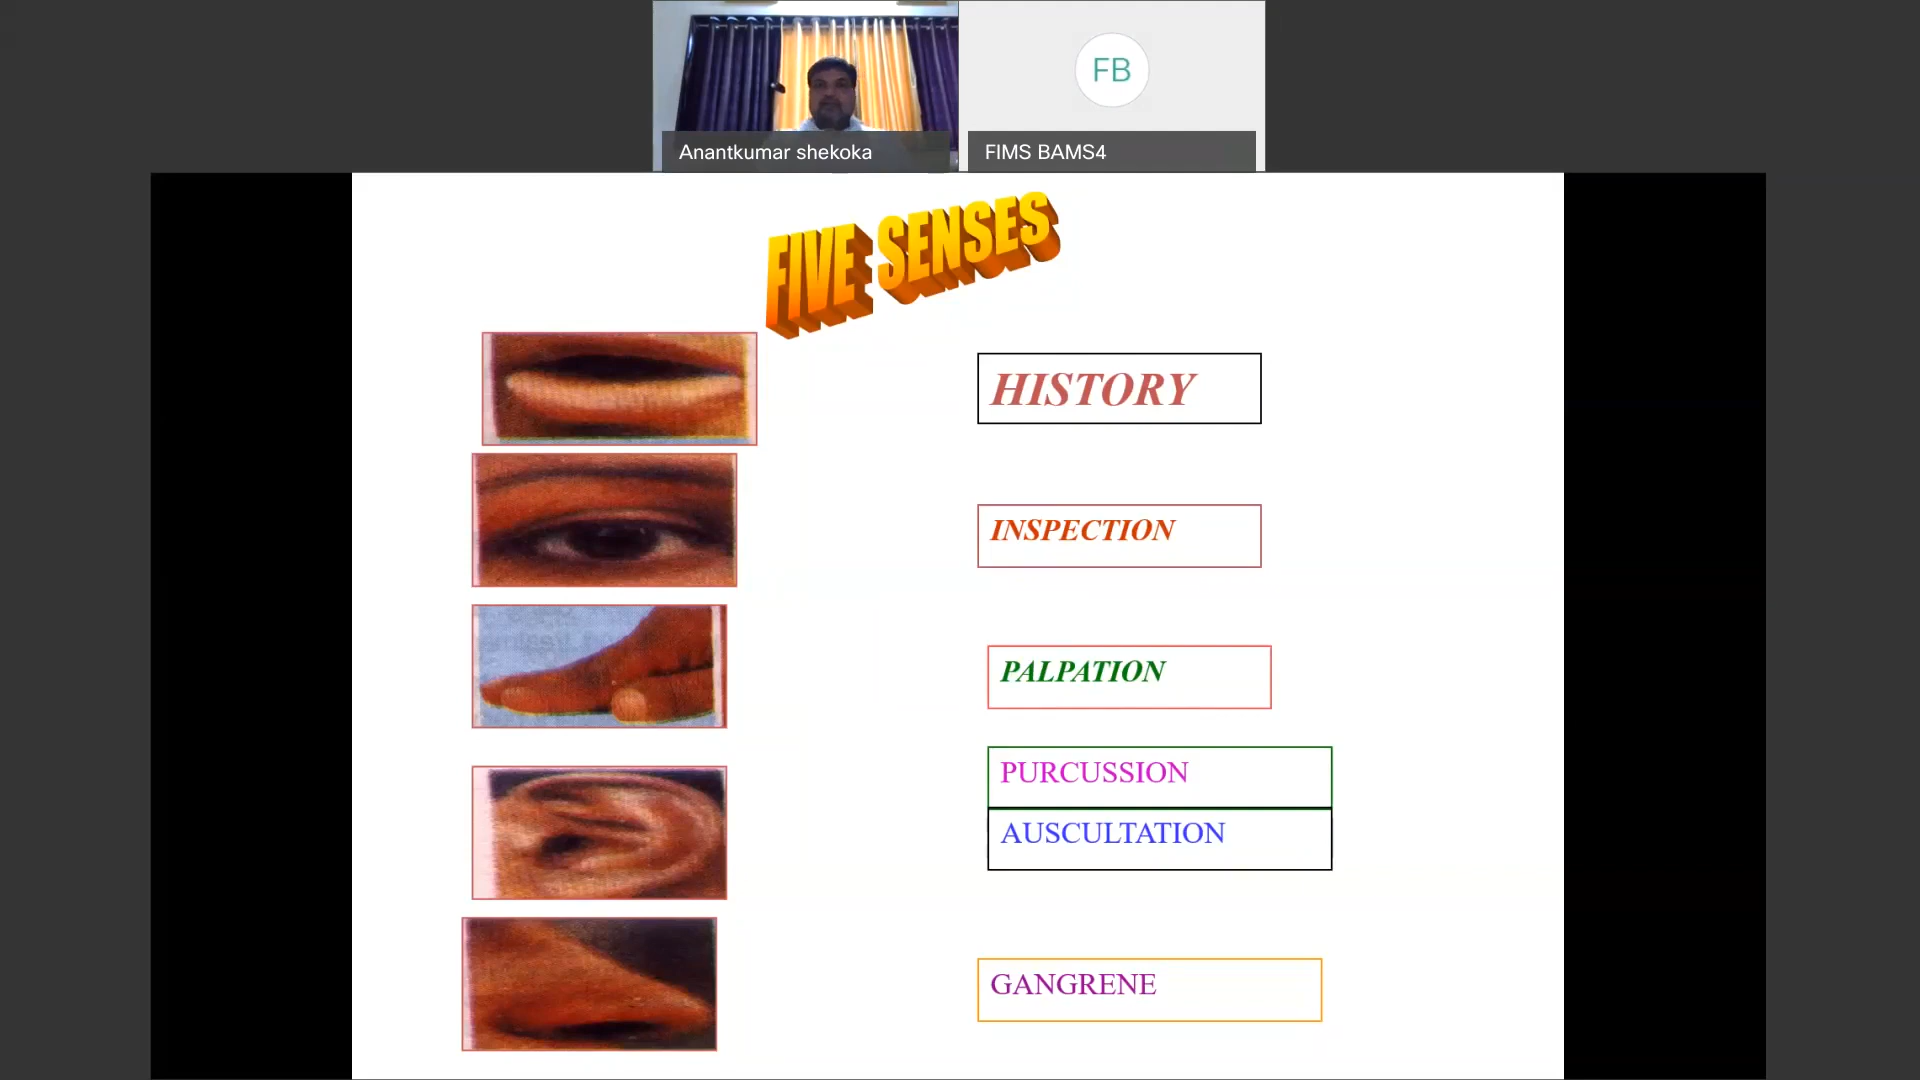 FB
Anantkumar shekoka
FIMS BAMS4
FIVE SENSES
HISTORY
INSPECTION
PALPATION
PURCUSSION
AUSCULTATION
GANGRENE